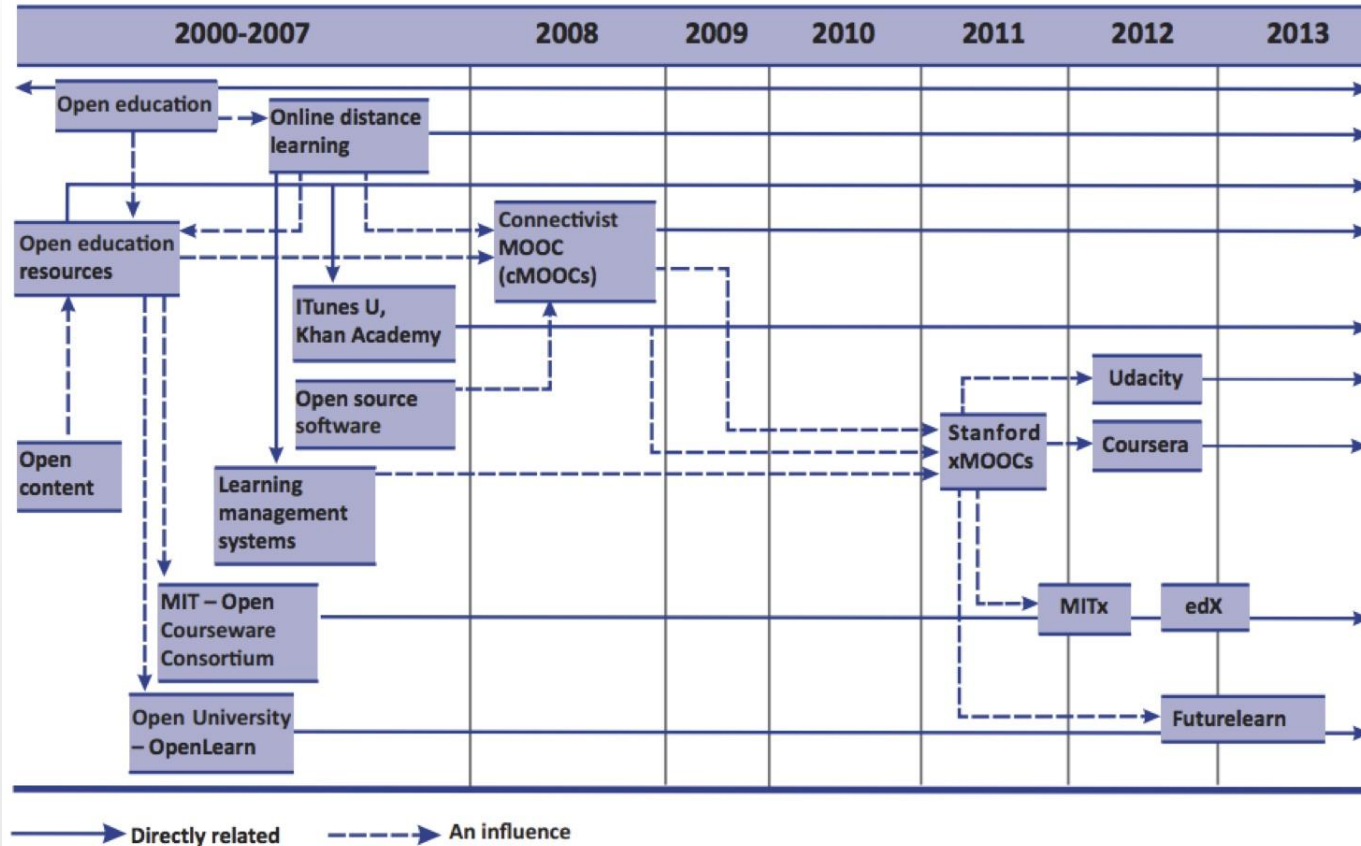 2000-2007
2008
2009
2010
2011
2012
2013
Open education
Online distance
learning
Open education
resources
Connectivist
MOOC
(cMOOCs)
ITunes U,
Khan Academy
Open source
software
Udacity
Stanford
xMOOCs
Coursera
Open
content
Learning
management
systems
MIT – Open
Courseware
Consortium
MITx
edX
Open University
– OpenLearn
Futurelearn
Directly related
An influence